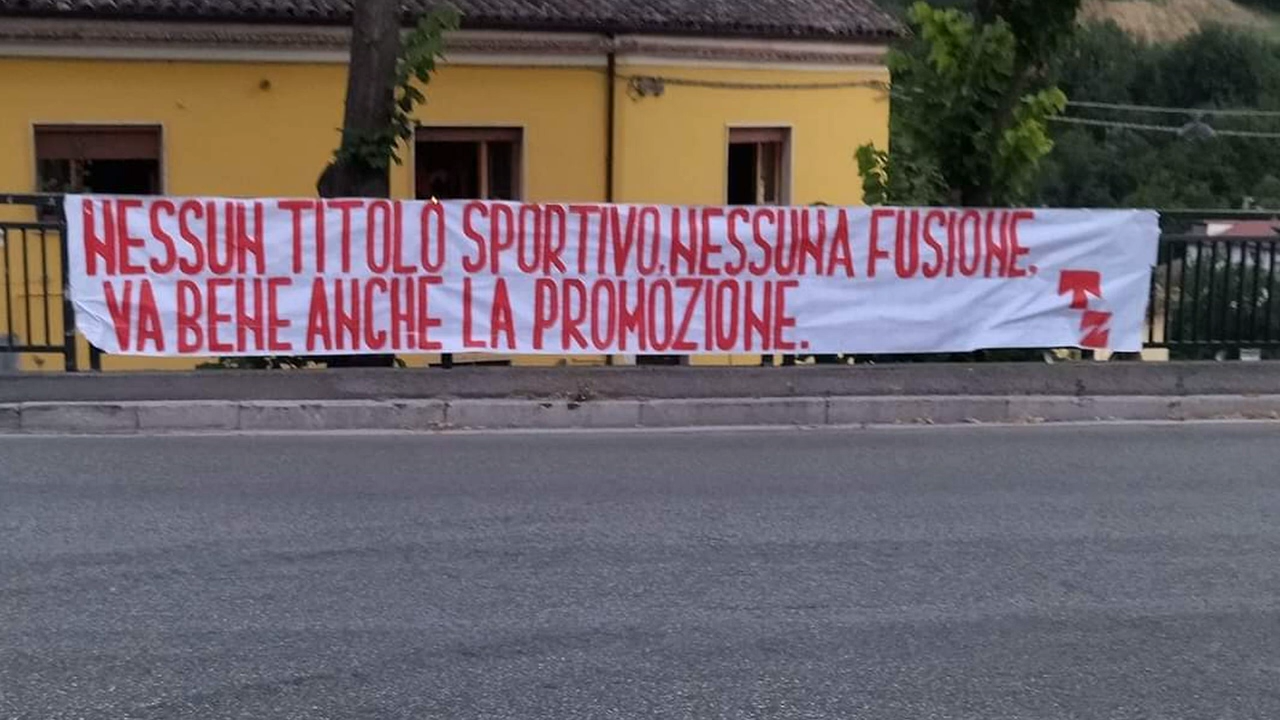 NESSUN TITOLO SPORTIVO, NESSUNA FUSIONE.
VA BENE ANCHE LA PROMOZIONE.
T
Z